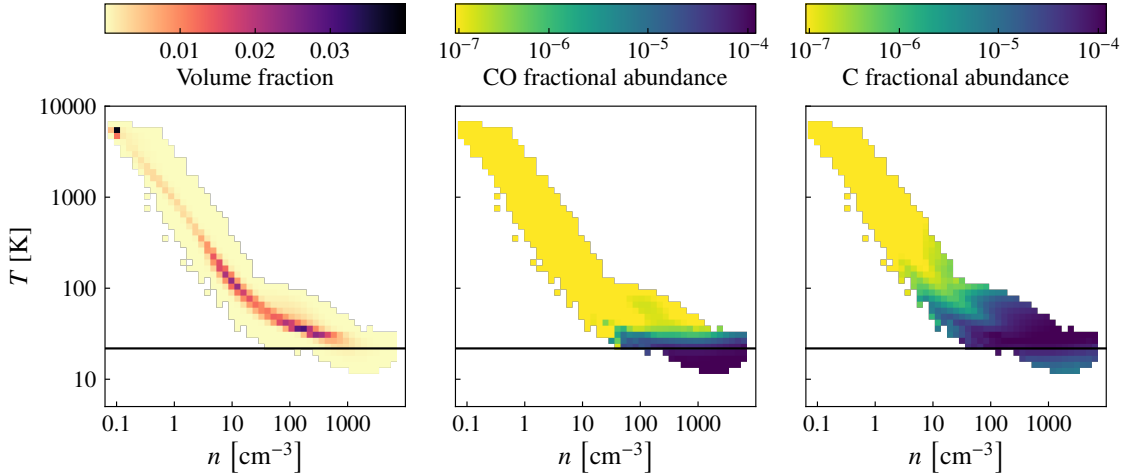 0.01 0.02 0.03
Volume fraction
10⁻⁷ 10⁻⁶ 10⁻⁵ 10⁻⁴
CO fractional abundance
10⁻⁷ 10⁻⁶ 10⁻⁵ 10⁻⁴
C fractional abundance
T [K]
10000
1000
100
10
0.1 1 10 100 1000
n [cm⁻³]
0.1 1 10 100 1000
n [cm⁻³]
0.1 1 10 100 1000
n [cm⁻³]